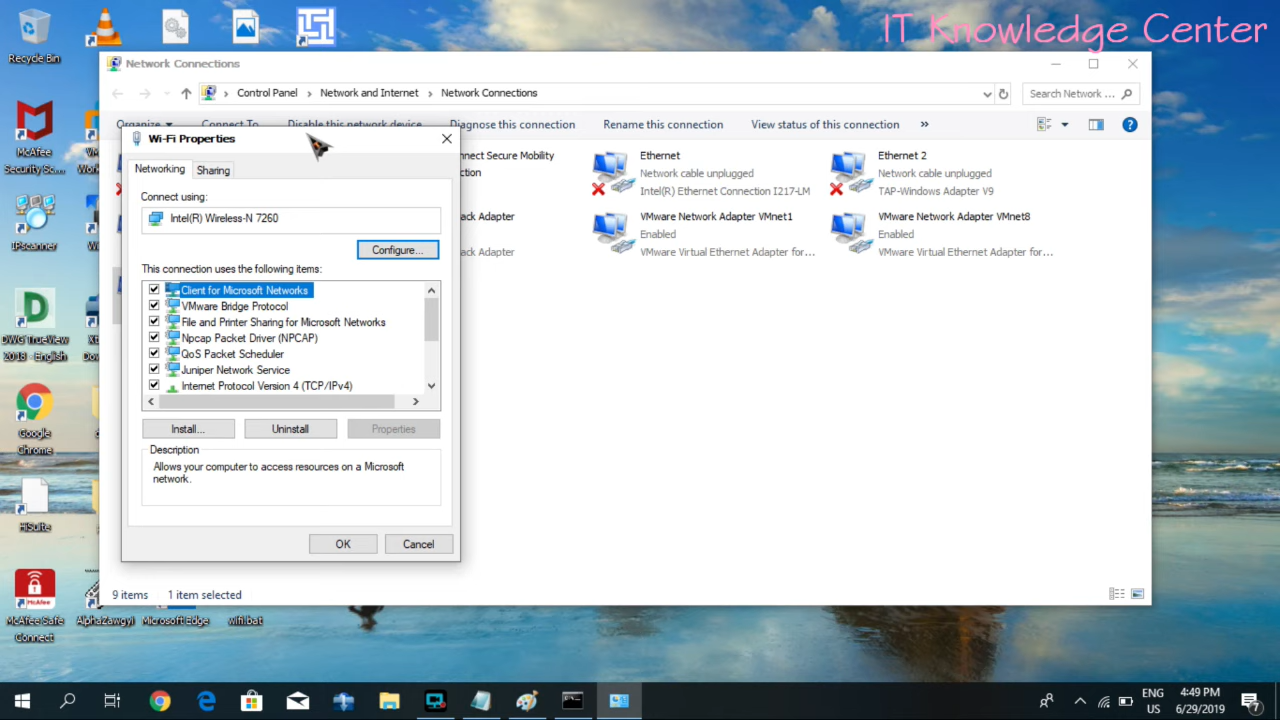 IT Knowledge Center
Recycle Bin
Network Connections
Control Panel > Network and Internet > Network Connections
Search Network ...
Organize
Connect To
Disable this network device
Diagnose this connection
Rename this connection
View status of this connection
»
Wi-Fi Properties
Networking
Sharing
Connect using:
Intel(R) Wireless-N 7260
Configure...
This connection uses the following items:
Client for Microsoft Networks
VMware Bridge Protocol
File and Printer Sharing for Microsoft Networks
Npcap Packet Driver (NPCAP)
QoS Packet Scheduler
Juniper Network Service
Internet Protocol Version 4 (TCP/IPv4)
Install...
Uninstall
Properties
Description
Allows your computer to access resources on a Microsoft
network.
OK
Cancel
nnect Secure Mobility
ction
Ethernet
Network cable unplugged
Intel(R) Ethernet Connection I217-LM
Ethernet 2
Network cable unplugged
TAP-Windows Adapter V9
ack Adapter
ack Adapter
VMware Network Adapter VMnet1
Enabled
VMware Virtual Ethernet Adapter for...
VMware Network Adapter VMnet8
Enabled
VMware Virtual Ethernet Adapter for...
9 items
1 item selected
McAfee
Security So...
IPscanner
DWG TrueView
2018 - English
Google
Chrome
HiSuite
McAfee
McAfee Safe
Connect
AlphaZawgyi
Microsoft Edge
wifi.bat
ENG
US
4:49 PM
6/29/2019
7